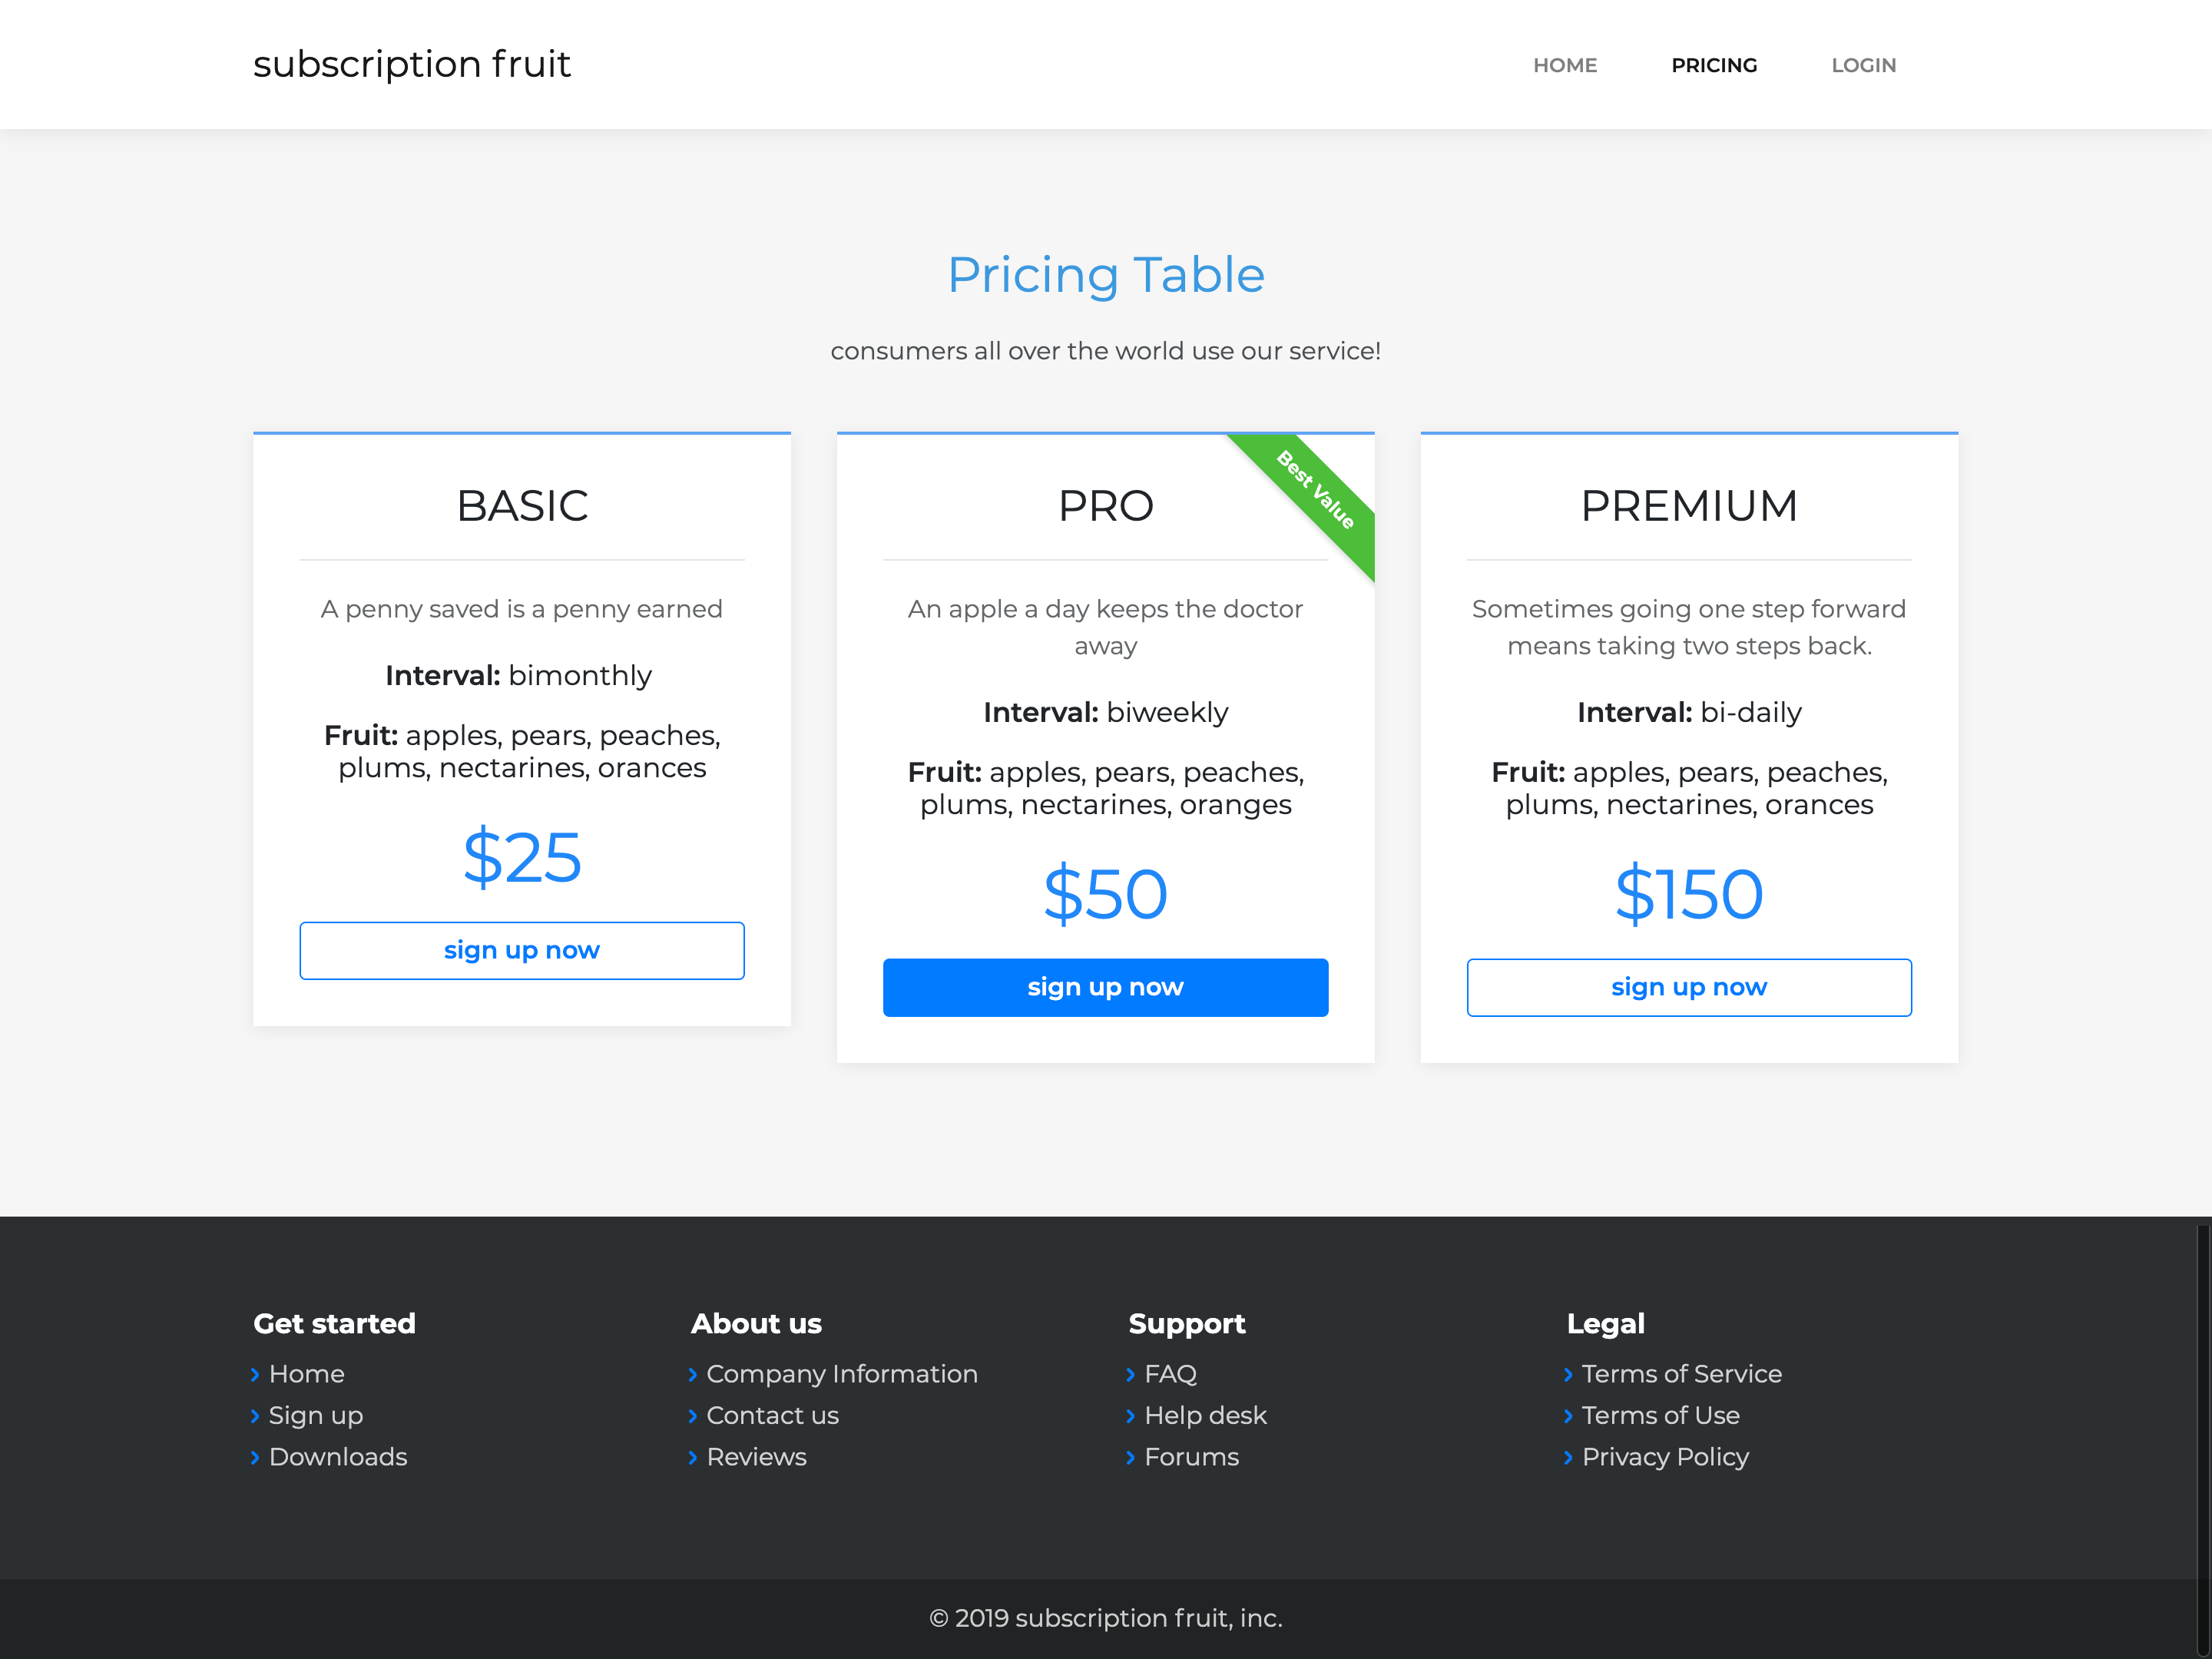 subscription fruit
HOME
PRICING
LOGIN
Pricing Table
consumers all over the world use our service!
BASIC
A penny saved is a penny earned
Interval: bimonthly
Fruit: apples, pears, peaches,
plums, nectarines, orances
$25
sign up now
PRO
Best Value
An apple a day keeps the doctor
away
Interval: biweekly
Fruit: apples, pears, peaches,
plums, nectarines, oranges
$50
sign up now
PREMIUM
Sometimes going one step forward
means taking two steps back.
Interval: bi-daily
Fruit: apples, pears, peaches,
plums, nectarines, orances
$150
sign up now
Get started
Home
Sign up
Downloads
About us
Company Information
Contact us
Reviews
Support
FAQ
Help desk
Forums
Legal
Terms of Service
Terms of Use
Privacy Policy
© 2019 subscription fruit, inc.